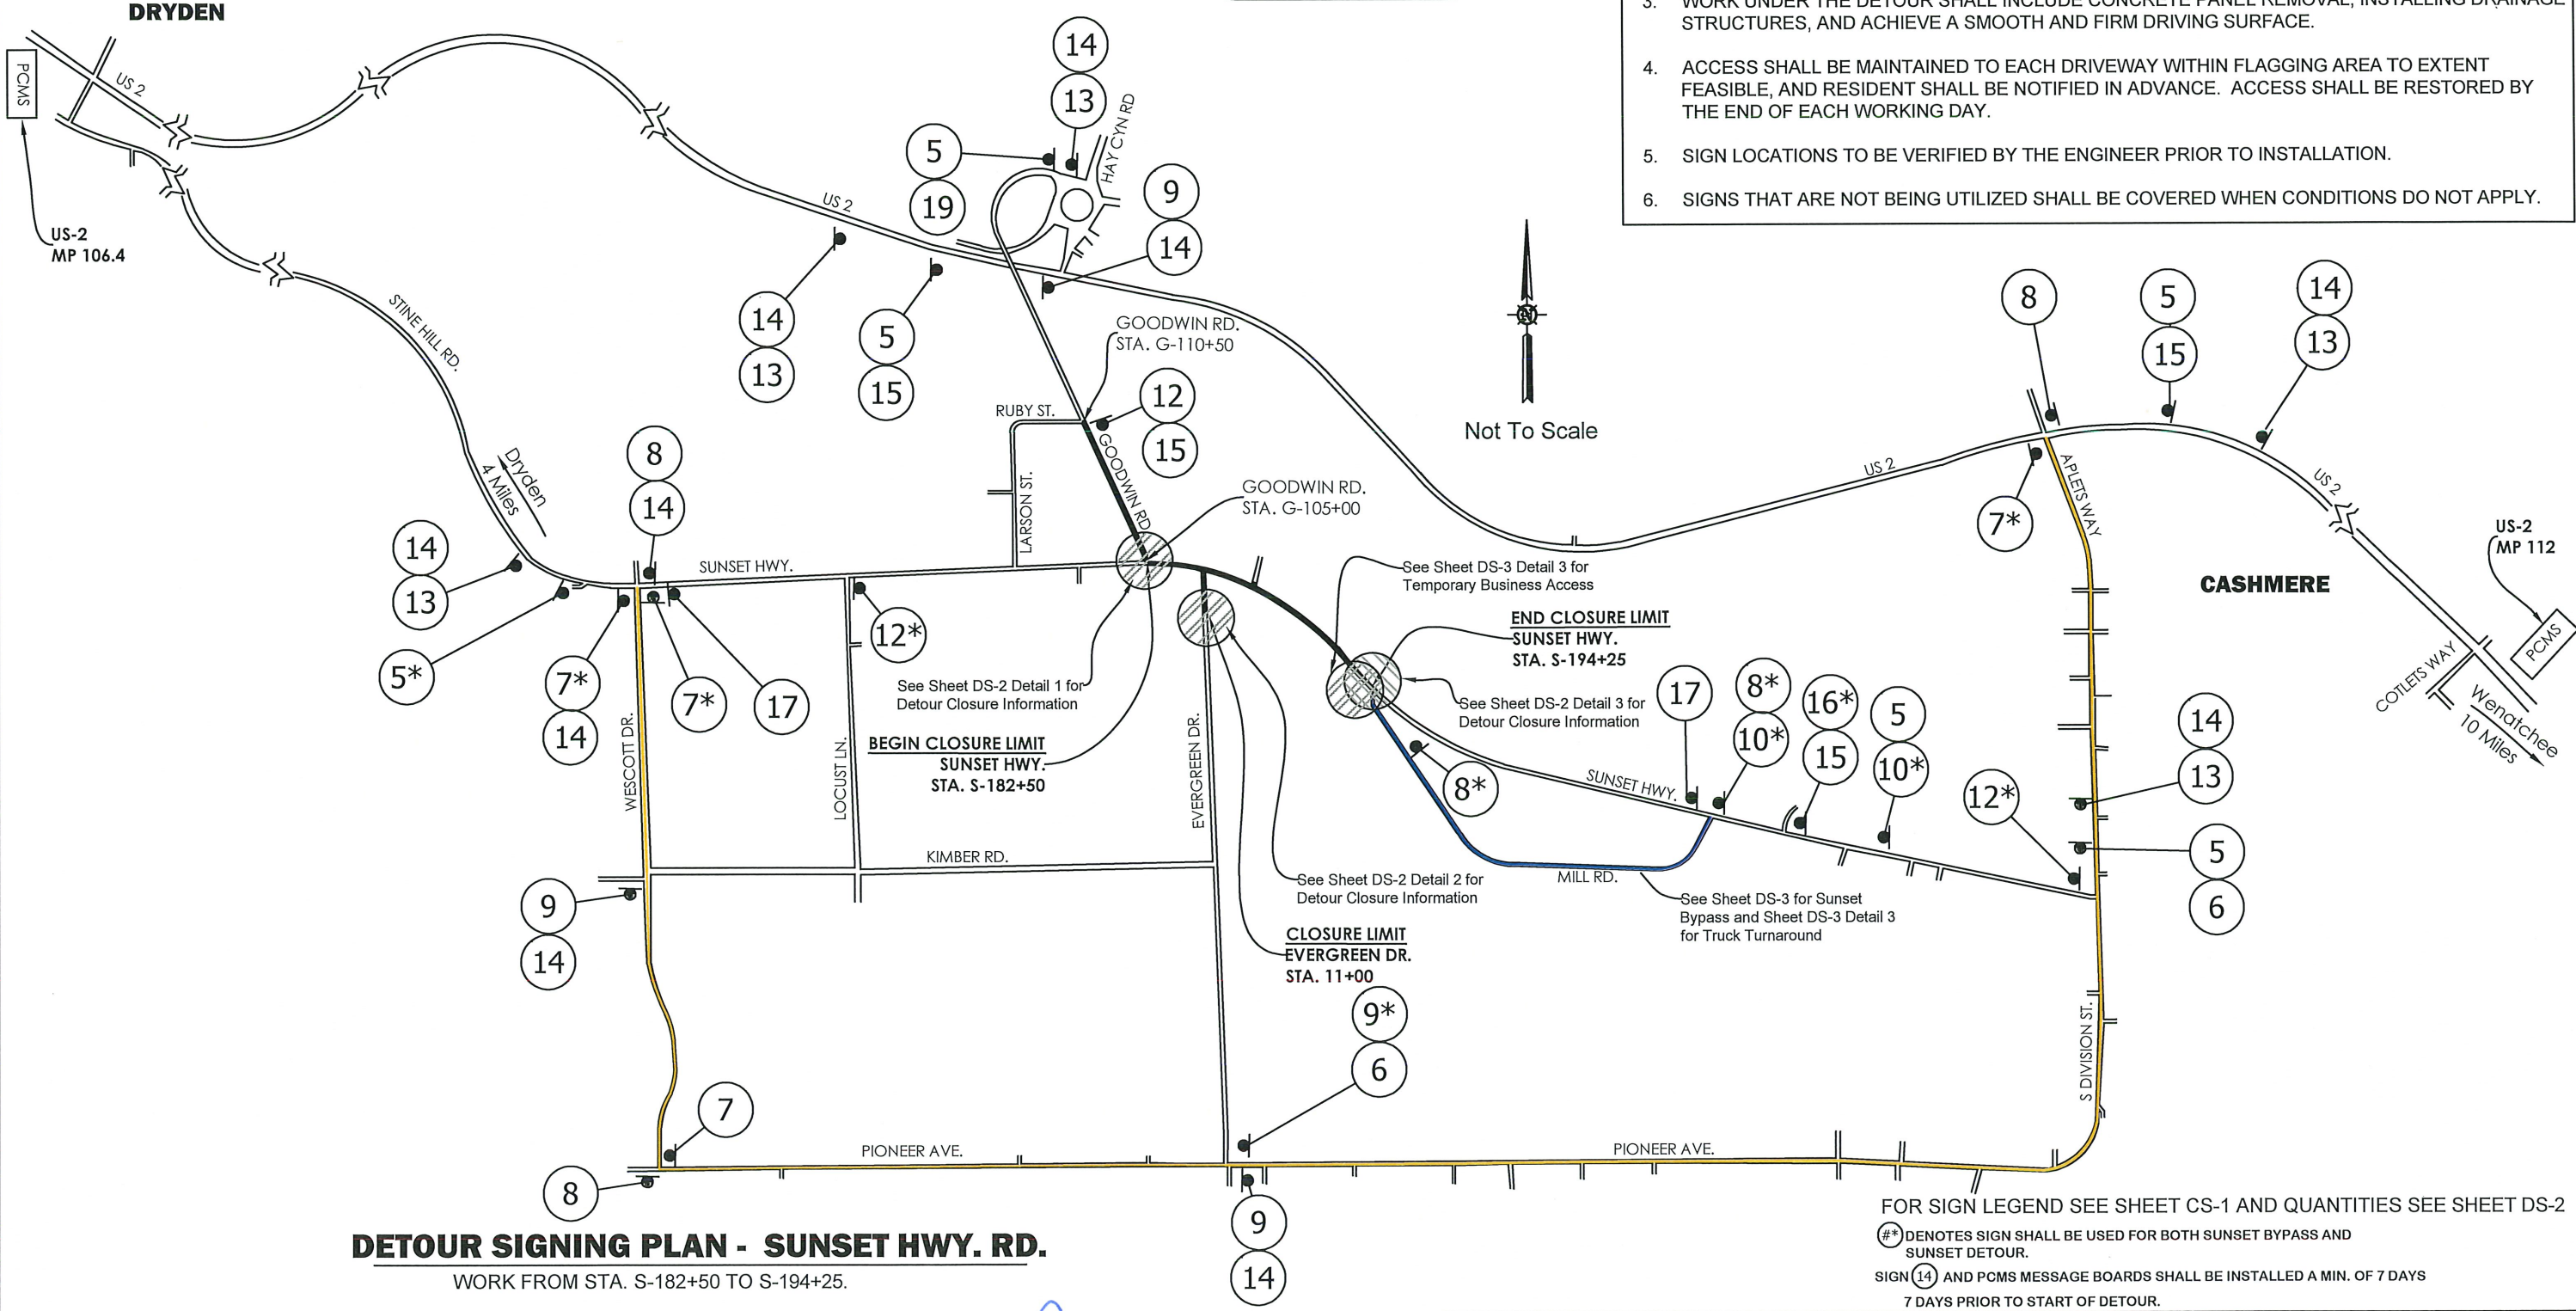 DRYDEN
PCMS
US 2
US-2
MP 106.4
3. WORK UNDER THE DETOUR SHALL INCLUDE CONCRETE PANEL REMOVAL, INSTALLING DRAINAGE
STRUCTURES, AND ACHIEVE A SMOOTH AND FIRM DRIVING SURFACE.
4. ACCESS SHALL BE MAINTAINED TO EACH DRIVEWAY WITHIN FLAGGING AREA TO EXTENT
FEASIBLE, AND RESIDENT SHALL BE NOTIFIED IN ADVANCE. ACCESS SHALL BE RESTORED BY
THE END OF EACH WORKING DAY.
5. SIGN LOCATIONS TO BE VERIFIED BY THE ENGINEER PRIOR TO INSTALLATION.
6. SIGNS THAT ARE NOT BEING UTILIZED SHALL BE COVERED WHEN CONDITIONS DO NOT APPLY.
14
13
HAY CYN RD
5
19
9
14
US 2
14
13
5
15
GOODWIN RD.
STA. G-110+50
RUBY ST.
12
15
GOODWIN RD
LARSON ST.
GOODWIN RD.
STA. G-105+00
N
Not To Scale
8
5
15
14
13
7*
APLETS WAY
US 2
US 2
US-2
MP 112
PCMS
CASHMERE
COTLETS WAY
Wenatchee
10 Miles
STINE HILL RD.
Dryden
4 Miles
8
14
14
13
5*
7*
14
7*
17
SUNSET HWY.
12*
WESCOTT DR.
LOCUST LN.
See Sheet DS-2 Detail 1 for
Detour Closure Information
BEGIN CLOSURE LIMIT
SUNSET HWY.
STA. S-182+50
EVERGREEN DR.
See Sheet DS-3 Detail 3 for
Temporary Business Access
END CLOSURE LIMIT
SUNSET HWY.
STA. S-194+25
See Sheet DS-2 Detail 3 for
Detour Closure Information
8*
17
8*
10*
16*
15
5
10*
12*
SUNSET HWY.
14
13
5
6
KIMBER RD.
MILL RD.
See Sheet DS-2 Detail 2 for
Detour Closure Information
See Sheet DS-3 for Sunset
Bypass and Sheet DS-3 Detail 3
for Truck Turnaround
CLOSURE LIMIT
EVERGREEN DR.
STA. 11+00
9
14
9*
6
7
8
PIONEER AVE.
PIONEER AVE.
S DIVISION ST.
9
14
DETOUR SIGNING PLAN - SUNSET HWY. RD.
WORK FROM STA. S-182+50 TO S-194+25.
FOR SIGN LEGEND SEE SHEET CS-1 AND QUANTITIES SEE SHEET DS-2
#* DENOTES SIGN SHALL BE USED FOR BOTH SUNSET BYPASS AND
SUNSET DETOUR.
SIGN 14 AND PCMS MESSAGE BOARDS SHALL BE INSTALLED A MIN. OF 7 DAYS
7 DAYS PRIOR TO START OF DETOUR.